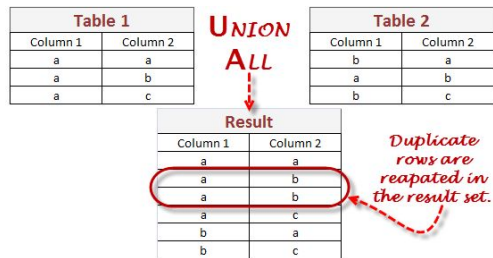 Table 1
Column 1 Column 2
a a
a b
a c
UNION
ALL
Table 2
Column 1 Column 2
b a
a b
b c
Result
Column 1 Column 2
a a
a b
a b
a c
b a
b c
Duplicate
rows are
reapated in
the result set.